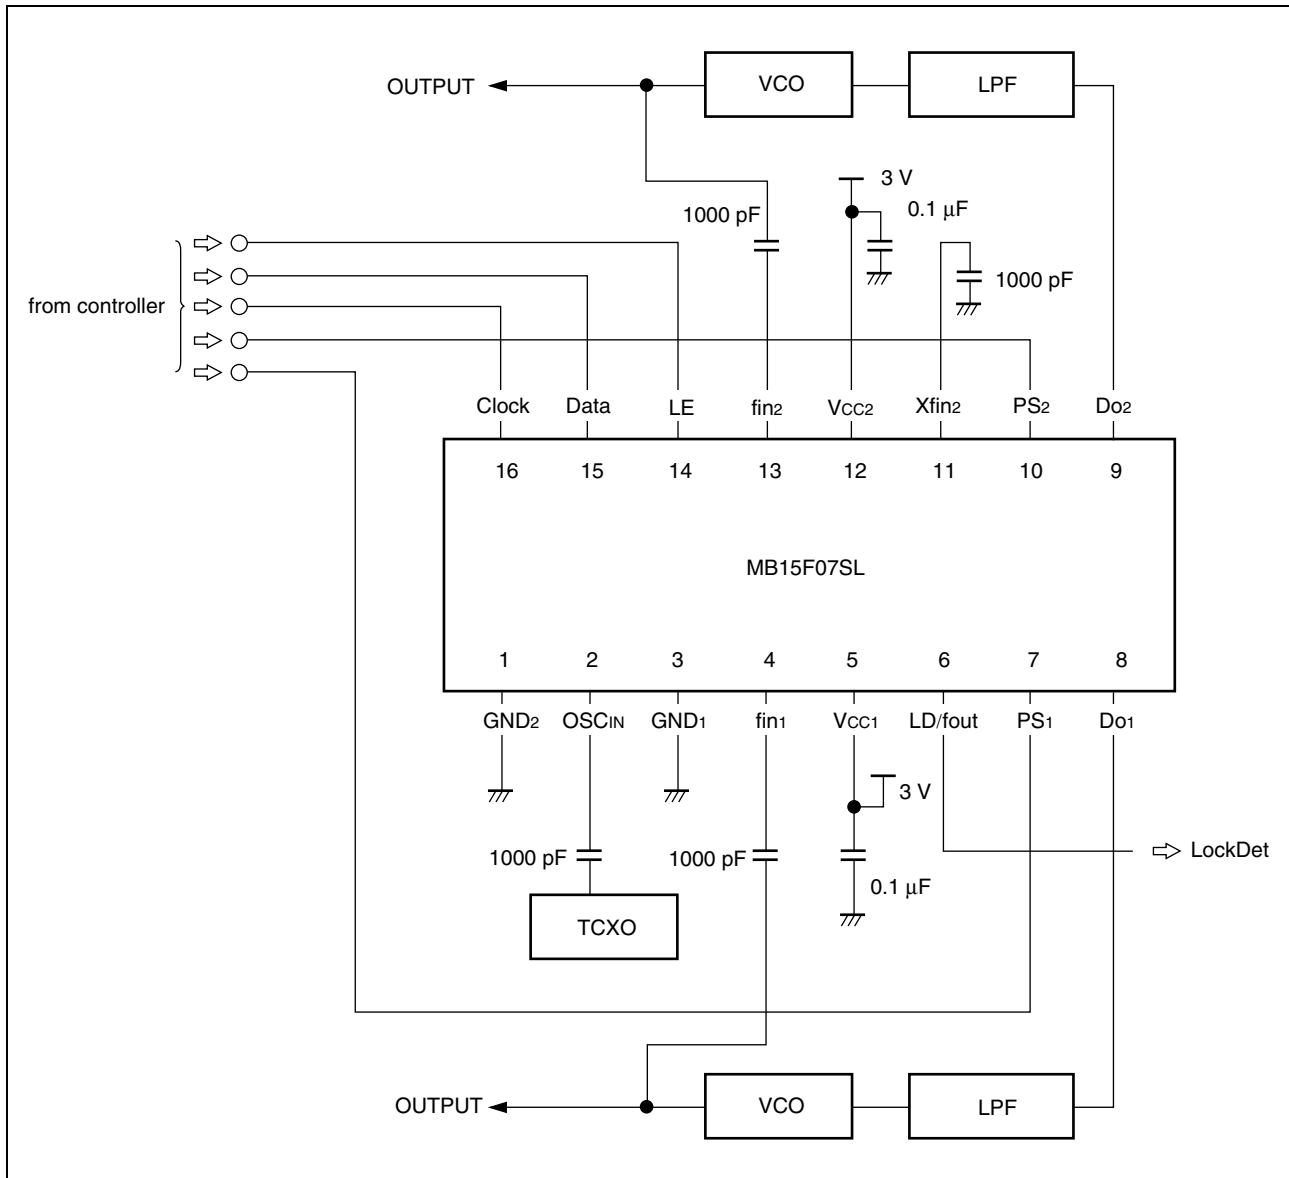 OUTPUT
VCO
LPF
3 V
1000 pF
0.1 μF
from controller
1000 pF
Clock Data LE fin2 VCC2 Xfin2 PS2 Do2
16 15 14 13 12 11 10 9
MB15F07SL
1 2 3 4 5 6 7 8
GND2 OSCIN GND1 fin1 VCC1 LD/fout PS1 Do1
3 V
1000 pF
1000 pF
LockDet
0.1 μF
TCXO
OUTPUT
VCO
LPF